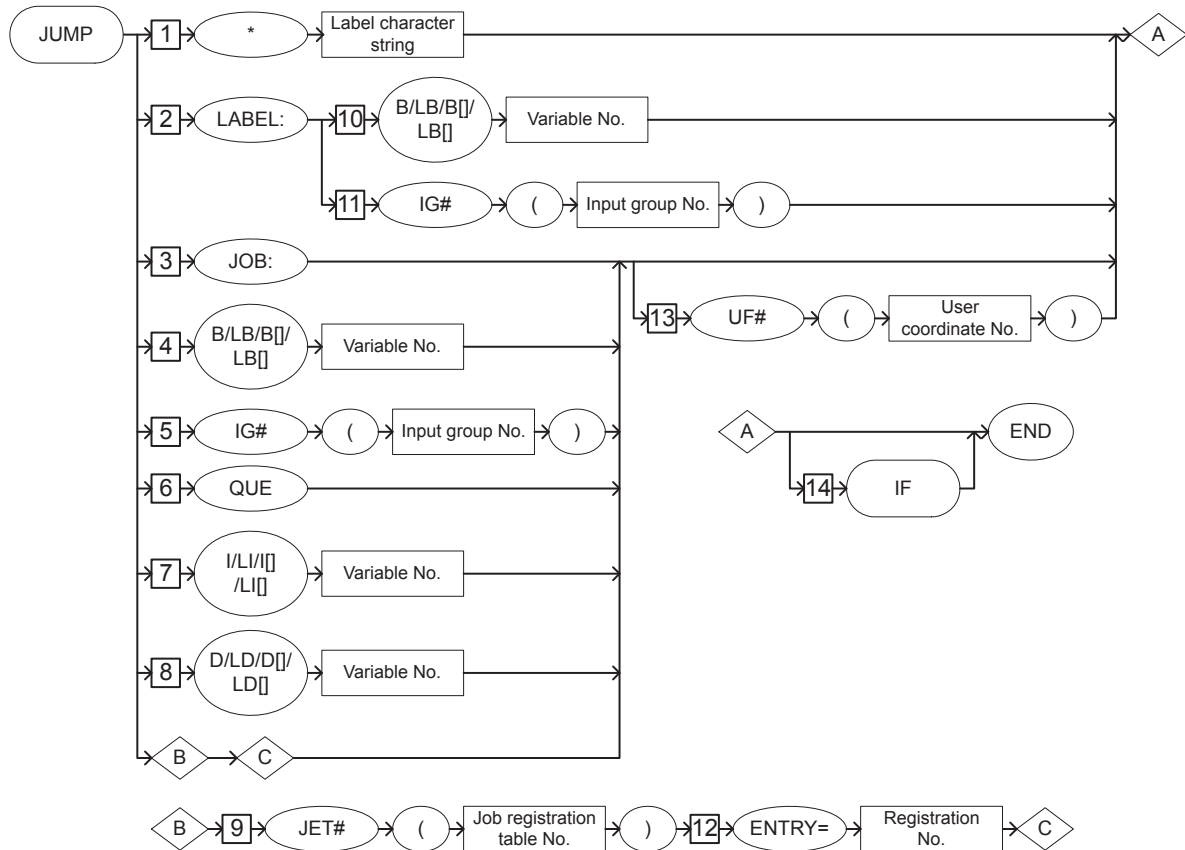 JUMP
1
*
Label character
string
A
2
LABEL:
10
B/LB/B[]/
LB[]
Variable No.
11
IG#
(
Input group No.
)
3
JOB:
13
UF#
(
User
coordinate No.
)
4
B/LB/B[]/
LB[]
Variable No.
5
IG#
(
Input group No.
)
A
END
14
IF
6
QUE
7
I/LI/I[]
/LI[]
Variable No.
8
D/LD/D[]/
LD[]
Variable No.
B
C
B
9
JET#
(
Job registration
table No.
)
12
ENTRY=
Registration
No.
C